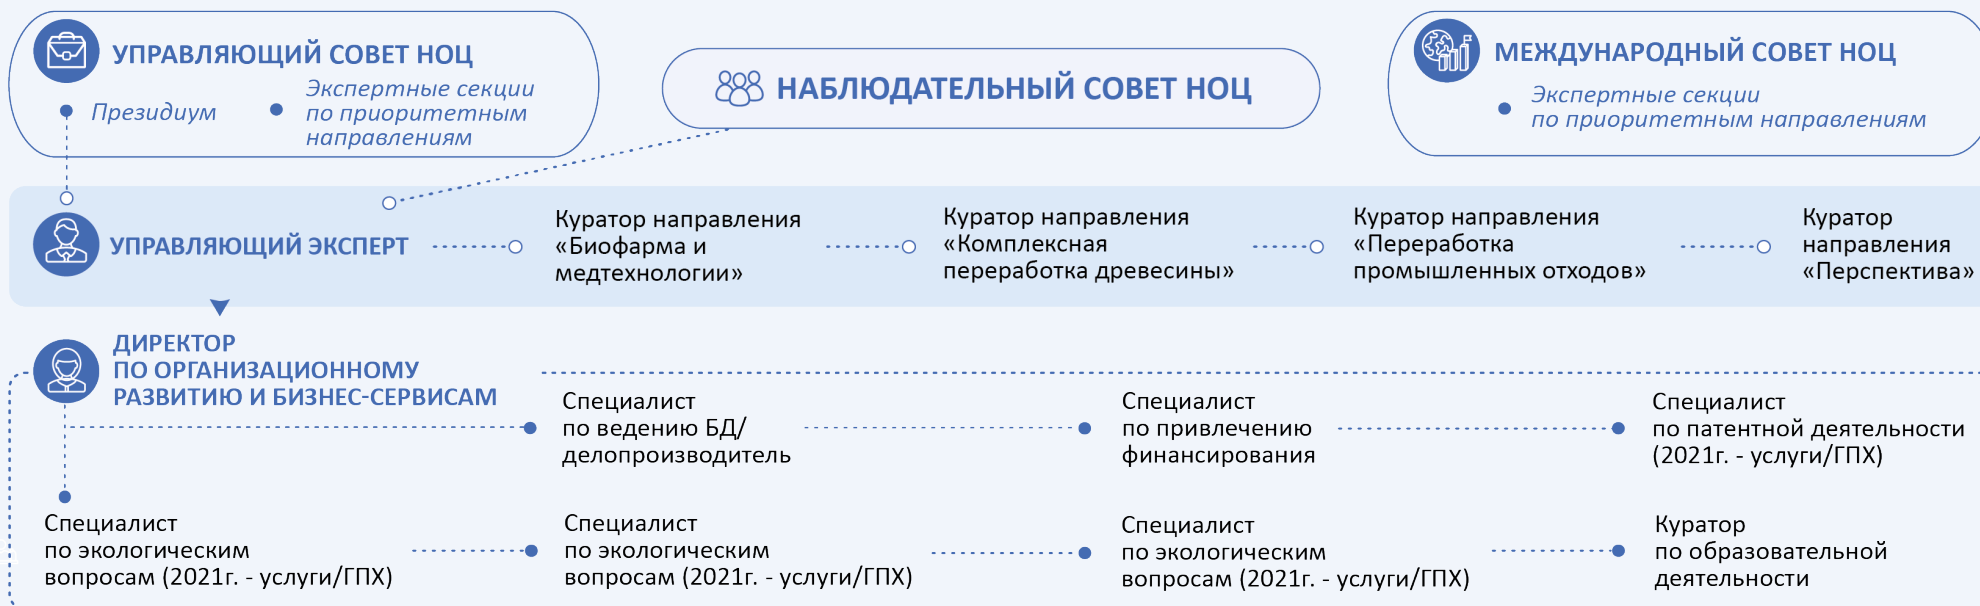 УПРАВЛЯЮЩИЙ СОВЕТ НОЦ
Президиум
Экспертные секции
по приоритетным
направлениям
НАБЛЮДАТЕЛЬНЫЙ СОВЕТ НОЦ
МЕЖДУНАРОДНЫЙ СОВЕТ НОЦ
Экспертные секции
по приоритетным направлениям
УПРАВЛЯЮЩИЙ ЭКСПЕРТ
Куратор направления
«Биофарма и
медтехнологии»
Куратор направления
«Комплексная
переработка древесины»
Куратор направления
«Переработка
промышленных отходов»
Куратор
направления
«Перспектива»
ДИРЕКТОР
ПО ОРГАНИЗАЦИОННОМУ
РАЗВИТИЮ И БИЗНЕС-СЕРВИСАМ
Специалист
по ведению БД/
делопроизводитель
Специалист
по привлечению
финансирования
Специалист
по патентной деятельности
(2021г. - услуги/ГПХ)
Специалист
по экологическим
вопросам (2021г. - услуги/ГПХ)
Специалист
по экологическим
вопросам (2021г. - услуги/ГПХ)
Специалист
по экологическим
вопросам (2021г. - услуги/ГПХ)
Куратор
по образовательной
деятельности